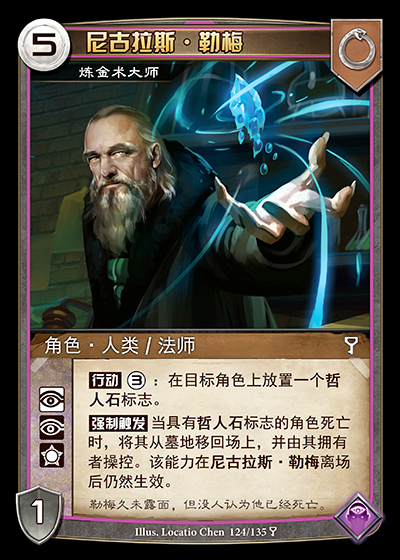 5
尼古拉斯·勒梅
炼金术大师
角色·人类/法师
行动 3 ：在目标角色上放置一个哲
人石标志。
强制触发 当具有哲人石标志的角色死亡
时，将其从墓地移回场上，并由其拥有
者操控。该能力在尼古拉斯·勒梅离场
后仍然生效。
勒梅久未露面，但没人认为他已经死亡。
1
Illus. Locatio Chen 124/135